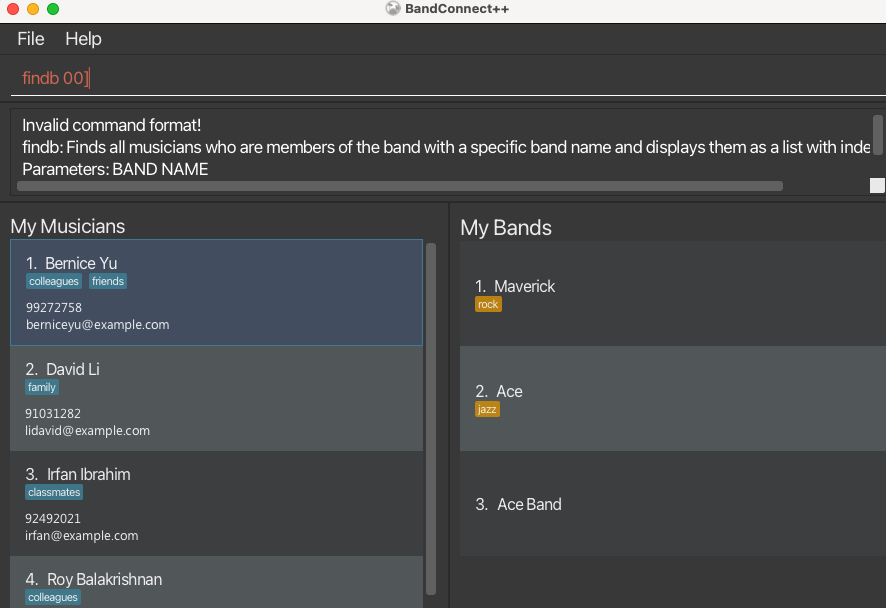 BandConnect++
File Help
findb 00]
Invalid command format!
findb: Finds all musicians who are members of the band with a specific band name and displays them as a list with inde
Parameters: BAND NAME
My Musicians
1. Bernice Yu
colleagues friends
99272758
berniceyu@example.com
2. David Li
family
91031282
lidavid@example.com
3. Irfan Ibrahim
classmates
92492021
irfan@example.com
4. Roy Balakrishnan
colleagues
My Bands
1. Maverick
rock
2. Ace
jazz
3. Ace Band